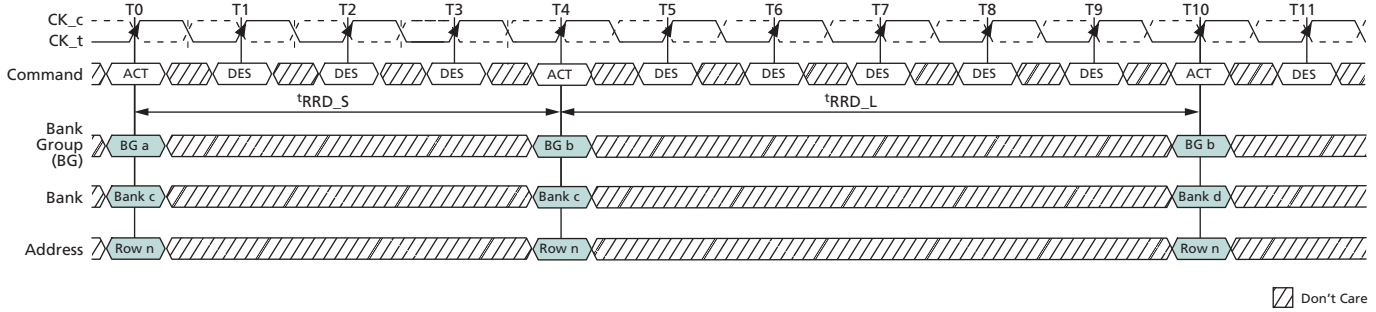 T0 T1 T2 T3 T4 T5 T6 T7 T8 T9 T10 T11
CK_c
CK_t
Command ACT DES DES DES ACT DES DES DES DES DES ACT DES
tRRD_S tRRD_L
Bank
Group
(BG)
BG a BG b BG b
Bank Bank c Bank c Bank d
Address Row n Row n Row n
Don't Care